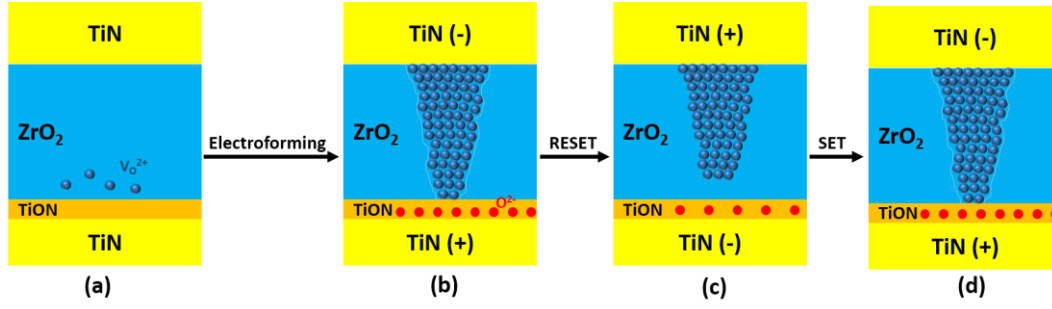 TiN
ZrO₂
V₀²⁺
TiON
TiN
(a)
Electroforming
TiN (-)
ZrO₂
O²⁻
TiON
TiN (+)
(b)
RESET
TiN (+)
ZrO₂
TiON
TiN (-)
(c)
SET
TiN (-)
ZrO₂
TiON
TiN (+)
(d)